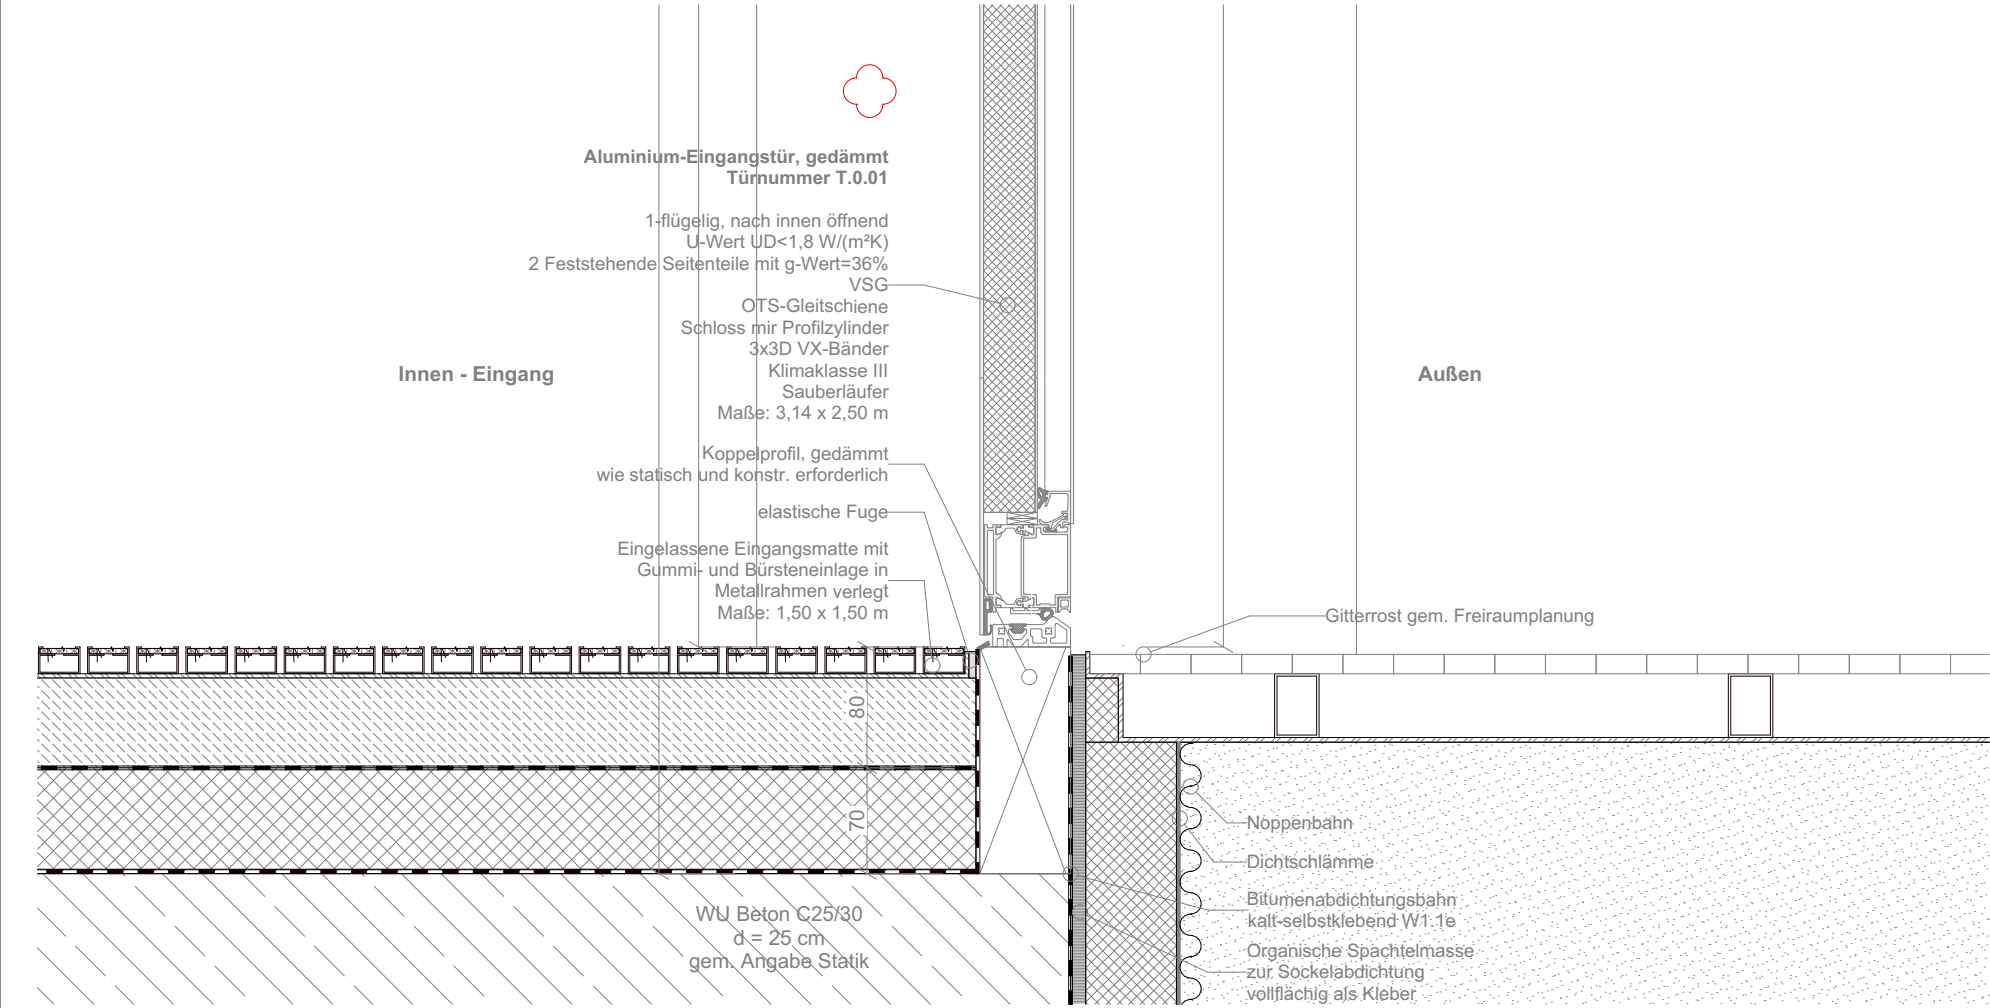 Aluminium-Eingangstür, gedämmt
Türnummer T.0.01
1-flügelig, nach innen öffnend
U-Wert UD<1,8 W/(m²K)
2 Feststehende Seitenteile mit g-Wert=36%
VSG
OTS-Gleitschiene
Schloss mir Profilzylinder
3x3D VX-Bänder
Klimaklasse III
Sauberläufer
Maße: 3,14 x 2,50 m
Innen - Eingang
Außen
Koppelprofil, gedämmt
wie statisch und konstr. erforderlich
elastische Fuge
Eingelassene Eingangsmatte mit
Gummi- und Bürsteneinlage in
Metallrahmen verlegt
Maße: 1,50 x 1,50 m
Gitterrost gem. Freiraumplanung
80
70
Noppenbahn
Dichtschlämme
Bitumenabdichtungsbahn
kalt-selbstklebend W1.1e
Organische Spachtelmasse
zur Sockelabdichtung
vollflächig als Kleber
WU Beton C25/30
d = 25 cm
gem. Angabe Statik